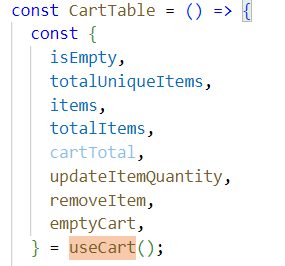 const CartTable = () => {
const {
isEmpty,
totalUniqueItems,
items,
totalItems,
cartTotal,
updateItemQuantity,
removeItem,
emptyCart,
} = useCart();